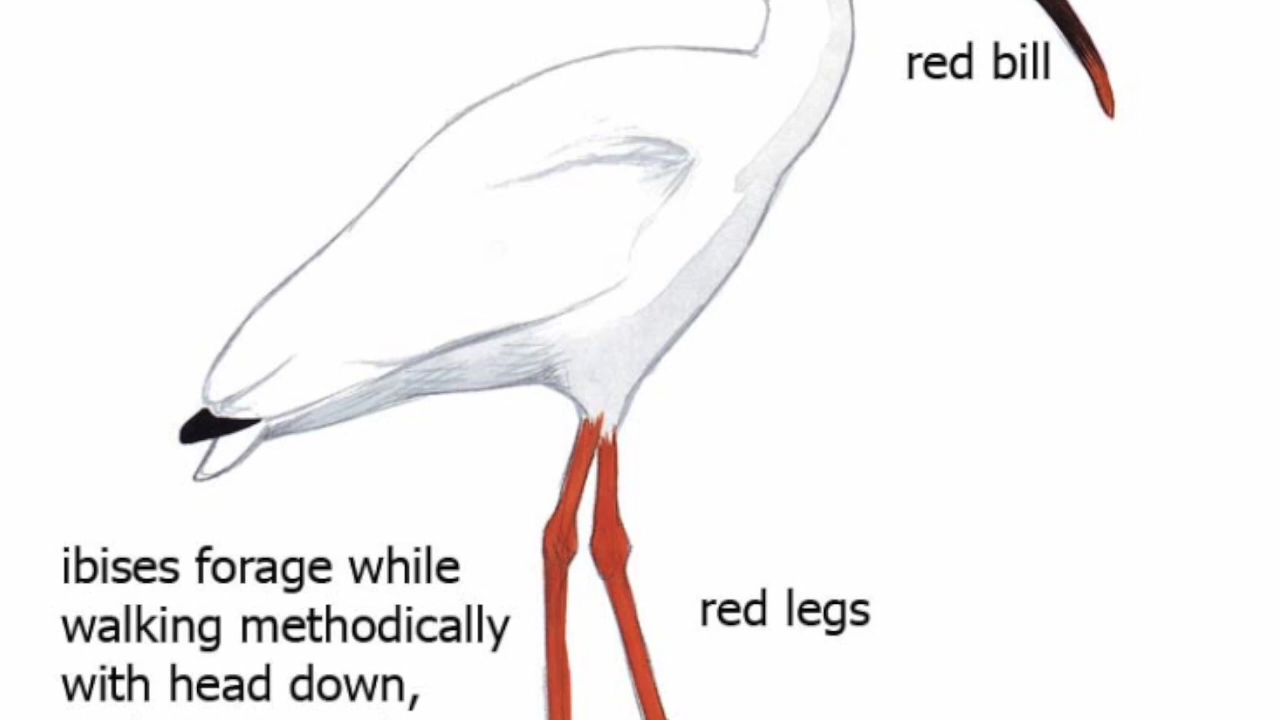 red bill
ibises forage while
walking methodically
with head down,
red legs